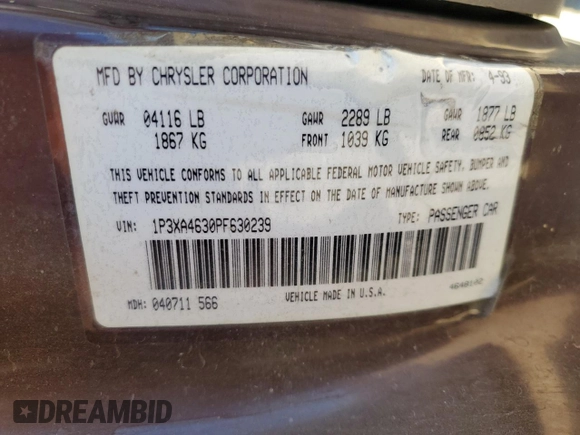 MFD BY CHRYSLER CORPORATION DATE OF MFR: 4-93
GVWR 04116 LB GAWR 2289 LB GAWR 1877 LB
1867 KG FRONT 1039 KG REAR 0852 KG
THIS VEHICLE CONFORMS TO ALL APPLICABLE FEDERAL MOTOR VEHICLE SAFETY, BUMPER AND
THEFT PREVENTION STANDARDS IN EFFECT ON THE DATE OF MANUFACTURE SHOWN ABOVE.
VIN: 1P3XA4630PF630239 TYPE: PASSENGER CAR
MDH: 040711 566 VEHICLE MADE IN U.S.A.
DREAMBID